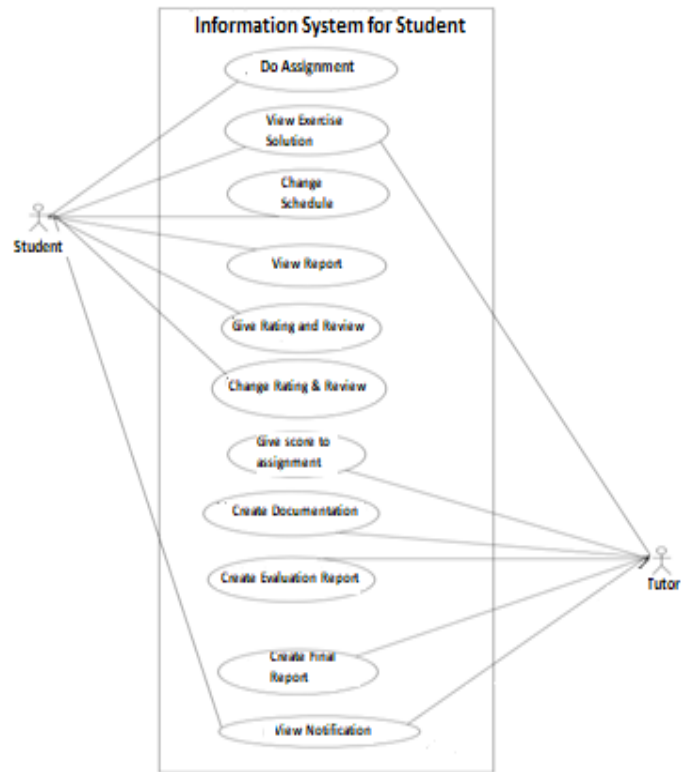 Information System for Student
Do Assignment
View Exercise
Solution
Change
Schedule
Student
View Report
Give Rating and Review
Change Rating & Review
Give score to
assignment
Create Documentation
Create Evaluation Report
Tutor
Create Final
Report
View Notification